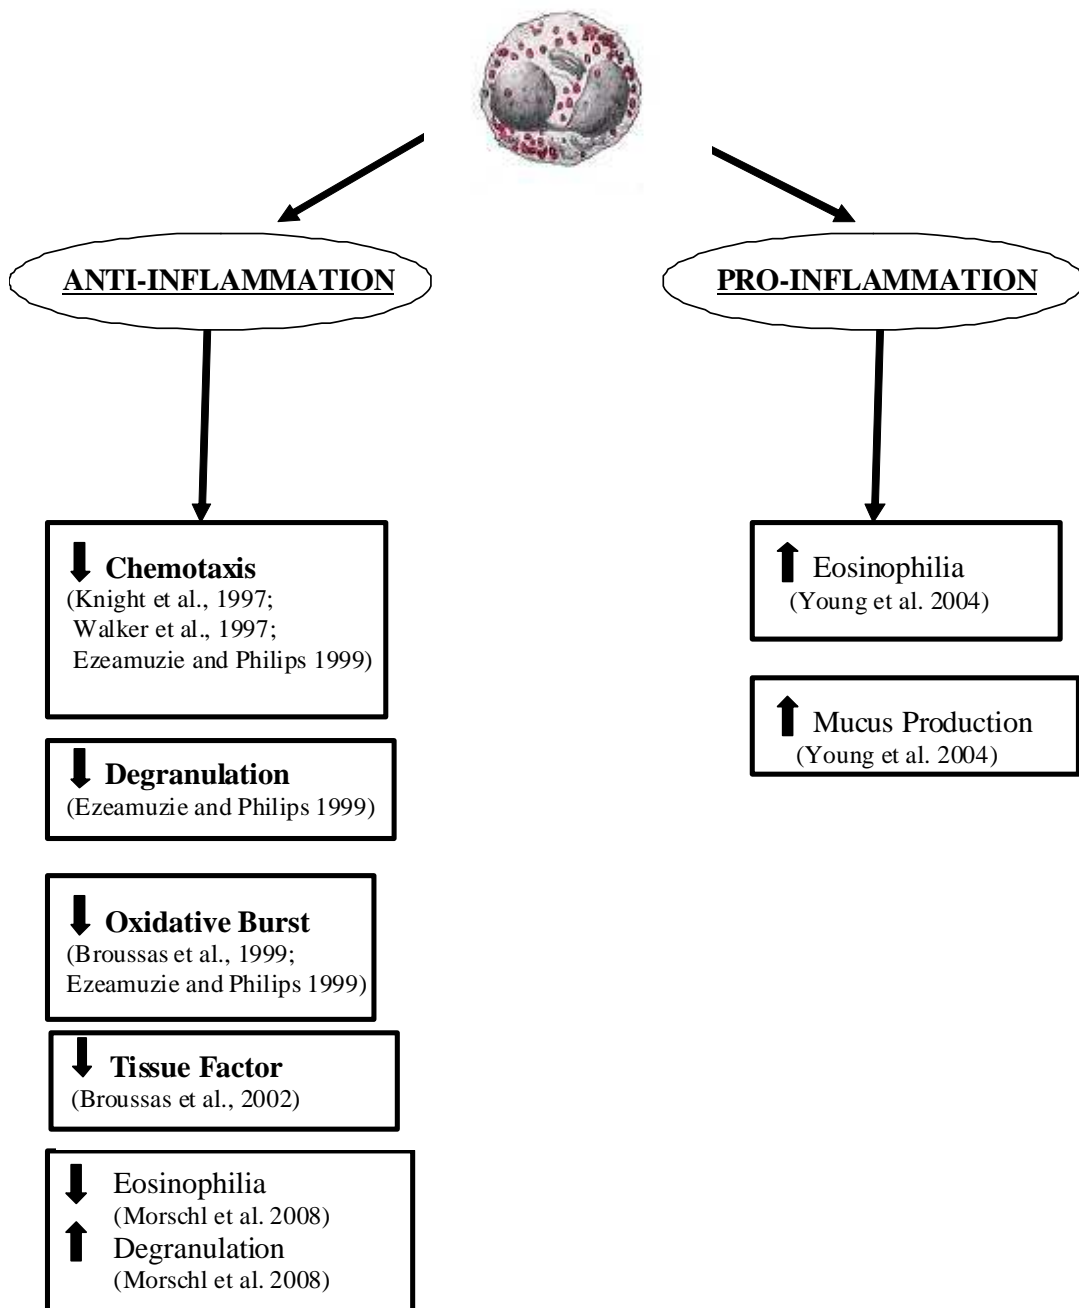 ANTI-INFLAMMATION
PRO-INFLAMMATION
Chemotaxis
(Knight et al., 1997;
Walker et al., 1997;
Ezeamuzie and Philips 1999)
Degranulation
(Ezeamuzie and Philips 1999)
Oxidative Burst
(Broussas et al., 1999;
Ezeamuzie and Philips 1999)
Tissue Factor
(Broussas et al., 2002)
Eosinophilia
(Morschl et al. 2008)
Degranulation
(Morschl et al. 2008)
Eosinophilia
(Young et al. 2004)
Mucus Production
(Young et al. 2004)